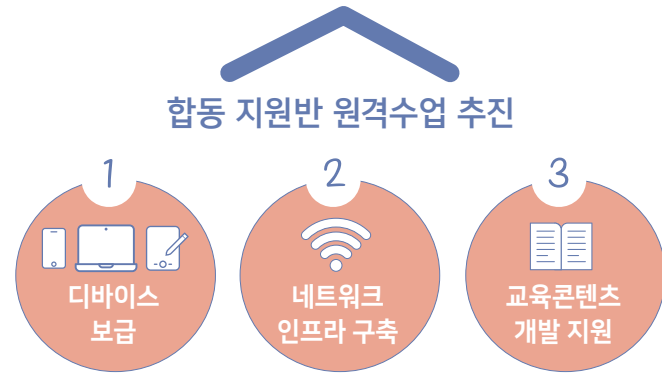 합동 지원반 원격수업 추진
1
디바이스
보급
2
네트워크
인프라 구축
3
교육콘텐츠
개발 지원